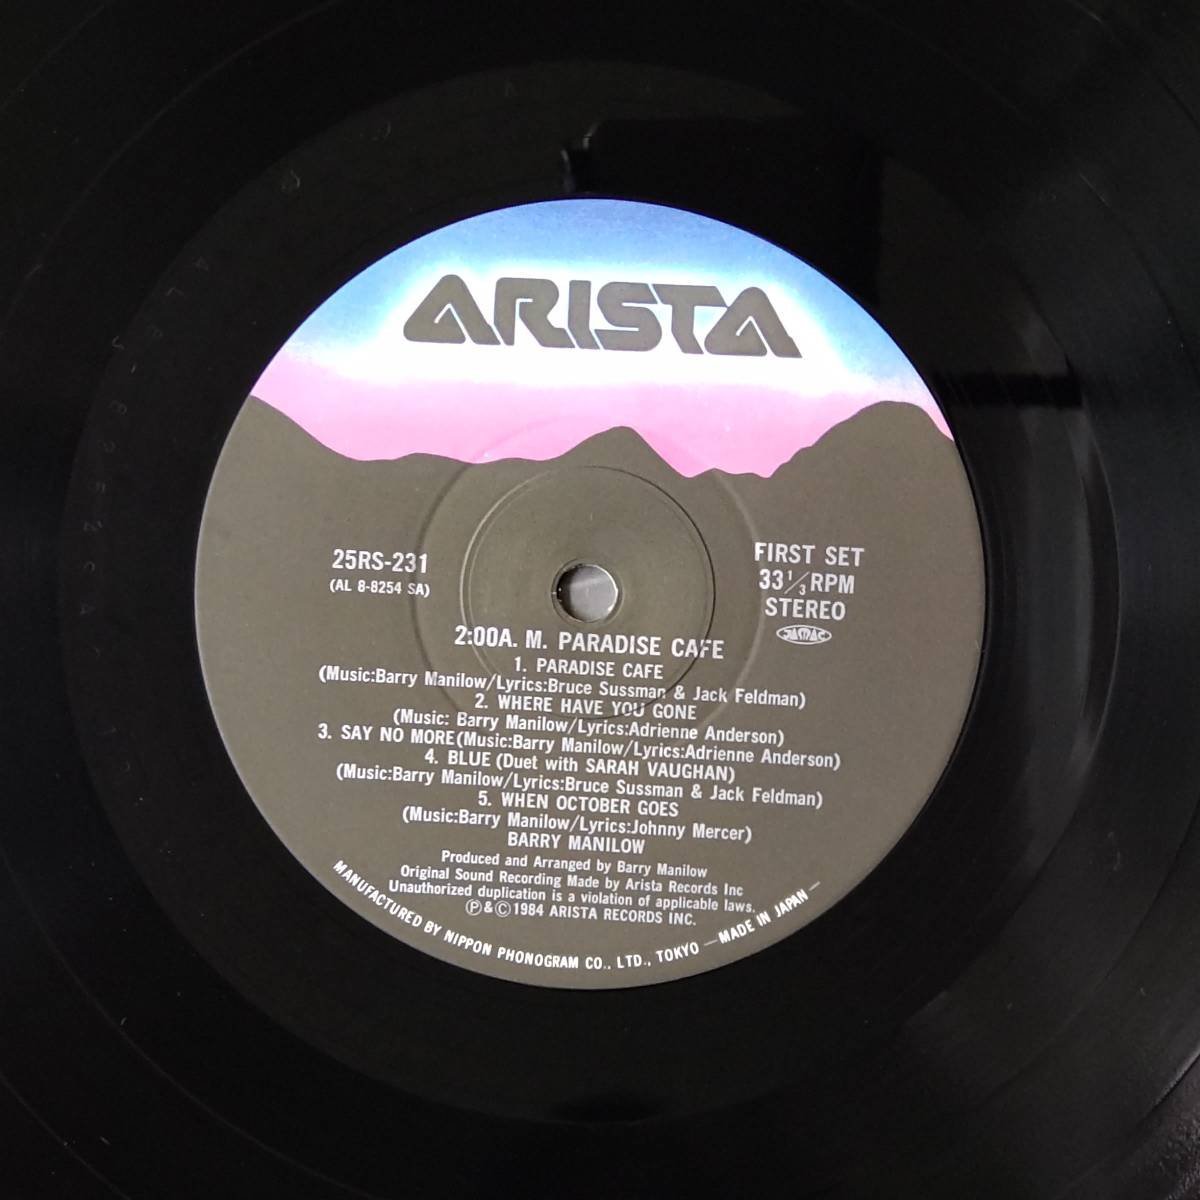 ARISTA
25RS-231
(AL 8-8254 SA)
FIRST SET
33 1/3 RPM
STEREO
2:00A. M. PARADISE CAFE
1. PARADISE CAFE
(Music:Barry Manilow/Lyrics:Bruce Sussman & Jack Feldman)
2. WHERE HAVE YOU GONE
(Music: Barry Manilow/Lyrics:Adrienne Anderson)
3. SAY NO MORE(Music:Barry Manilow/Lyrics:Adrienne Anderson)
4. BLUE (Duet with SARAH VAUGHAN)
(Music:Barry Manilow/Lyrics:Bruce Sussman & Jack Feldman)
5. WHEN OCTOBER GOES
(Music:Barry Manilow/Lyrics:Johnny Mercer)
BARRY MANILOW
Produced and Arranged by Barry Manilow
Original Sound Recording Made by Arista Records Inc
Unauthorized duplication is a violation of applicable laws.
Ⓟ&Ⓒ1984 ARISTA RECORDS INC.
MANUFACTURED BY NIPPON PHONOGRAM CO., LTD., TOKYO —MADE IN JAPAN—